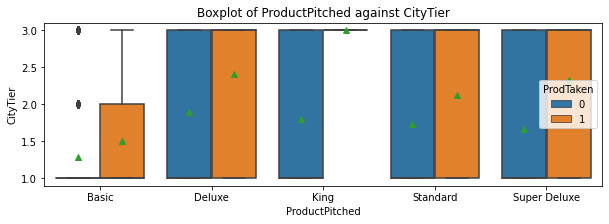 Boxplot of ProductPitched against CityTier
CityTier
3.0
2.5
2.0
1.5
1.0
ProdTaken
0
1
Basic
Deluxe
King
Standard
Super Deluxe
ProductPitched